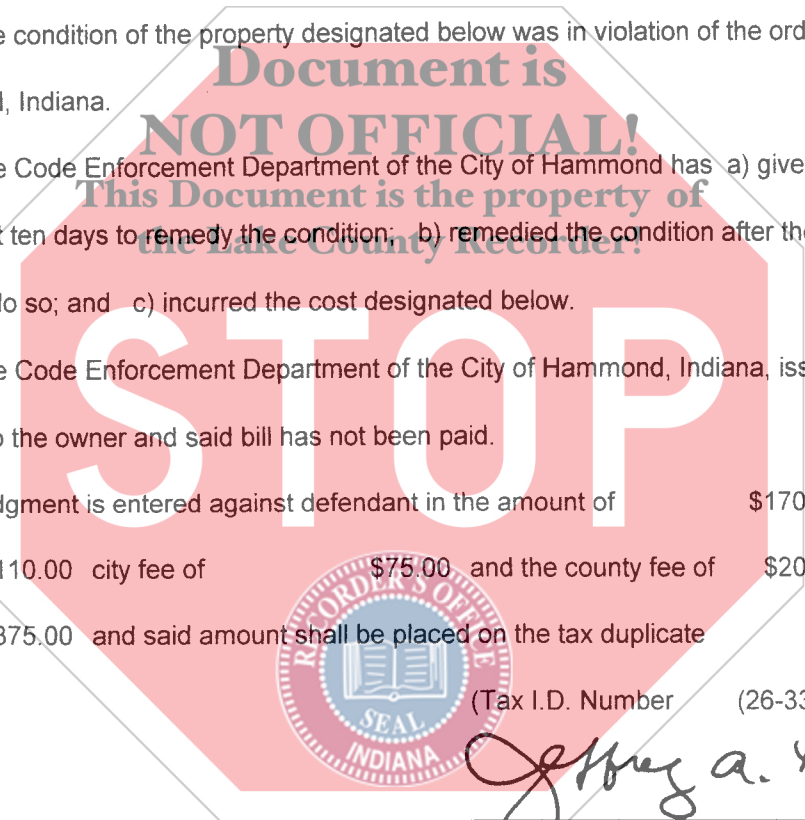 e condition of the property designated below was in violation of the ord
Document is
l, Indiana.
NOT OFFICIAL!
e Code Enforcement Department of the City of Hammond has a) give
This Document is the property of
t ten days to remedy the condition; b) remedied the condition after the
the Lake County Recorder!
lo so; and c) incurred the cost designated below.
STOP
e Code Enforcement Department of the City of Hammond, Indiana, iss
o the owner and said bill has not been paid.
dgment is entered against defendant in the amount of $170
110.00 city fee of $75.00 and the county fee of $20
375.00 and said amount shall be placed on the tax duplicate
RECORDER'S OFFICE
SEAL
INDIANA
(Tax I.D. Number (26-33
Jeffrey a.